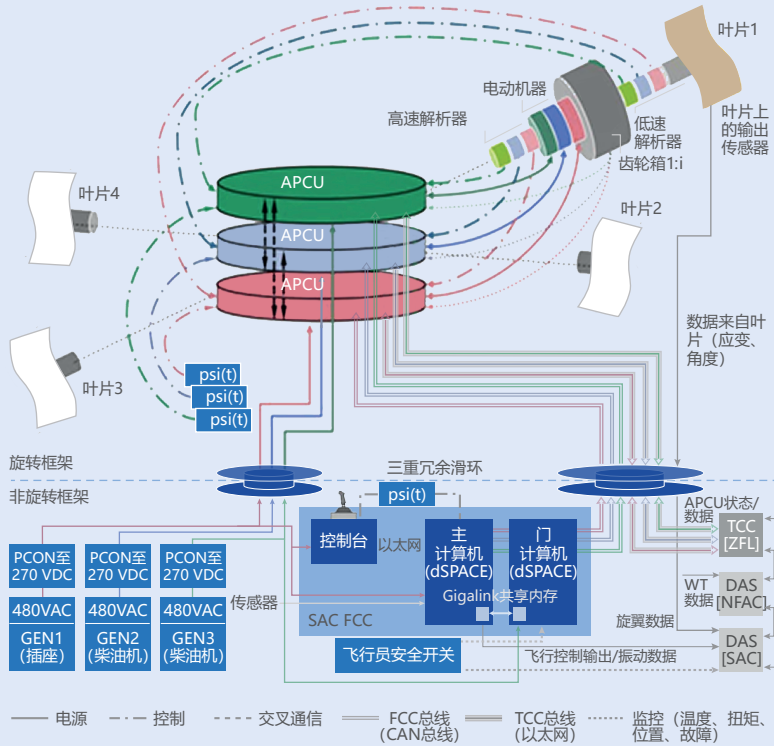 叶片1
电动机器
高速解析器
叶片上
的输出
传感器
低速
解析器
齿轮箱1:i
APCU
叶片4
APCU
叶片2
APCU
数据来自叶
片（应变、
角度）
叶片3
psi(t)
psi(t)
psi(t)
旋转框架
三重冗余滑环
非旋转框架
psi(t)
APCU状态/
数据
TCC
[ZFL]
控制台
以太网
主
计算机
(dSPACE)
门
计算机
(dSPACE)
PCON至
270 VDC
PCON至
270 VDC
PCON至
270 VDC
WT
数据
DAS
[NFAC]
480VAC
480VAC
480VAC
传感器
Gigalink共享内存
SAC FCC
旋翼数据
GEN1
(插座)
GEN2
(柴油机)
GEN3
(柴油机)
DAS
[SAC]
飞行员安全开关
飞行控制输出/振动数据
电源
控制
交叉通信
FCC总线
(CAN总线)
TCC总线
(以太网)
监控（温度、扭矩、
位置、故障）